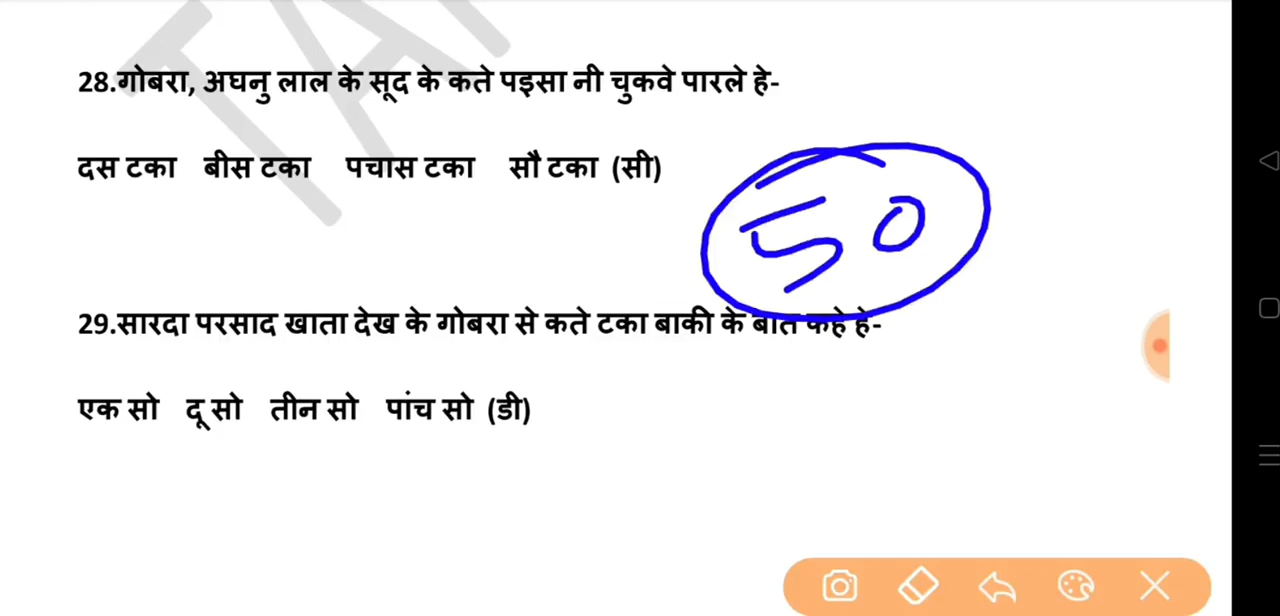 28.गोबरा, अघनु लाल के सूद के कते पइसा नी चुकवे पारले हे-
दस टका बीस टका पचास टका सौ टका (सी)
50
29.सारदा परसाद खाता देख के गोबरा से कते टका बाकी के बात कहे हे-
एक सो दू सो तीन सो पांच सो (डी)